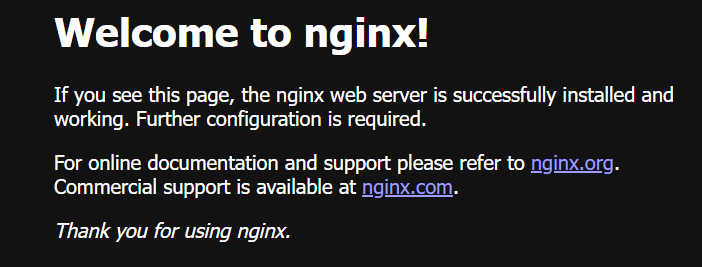 Welcome to nginx!
If you see this page, the nginx web server is successfully installed and
working. Further configuration is required.
For online documentation and support please refer to nginx.org.
Commercial support is available at nginx.com.
Thank you for using nginx.